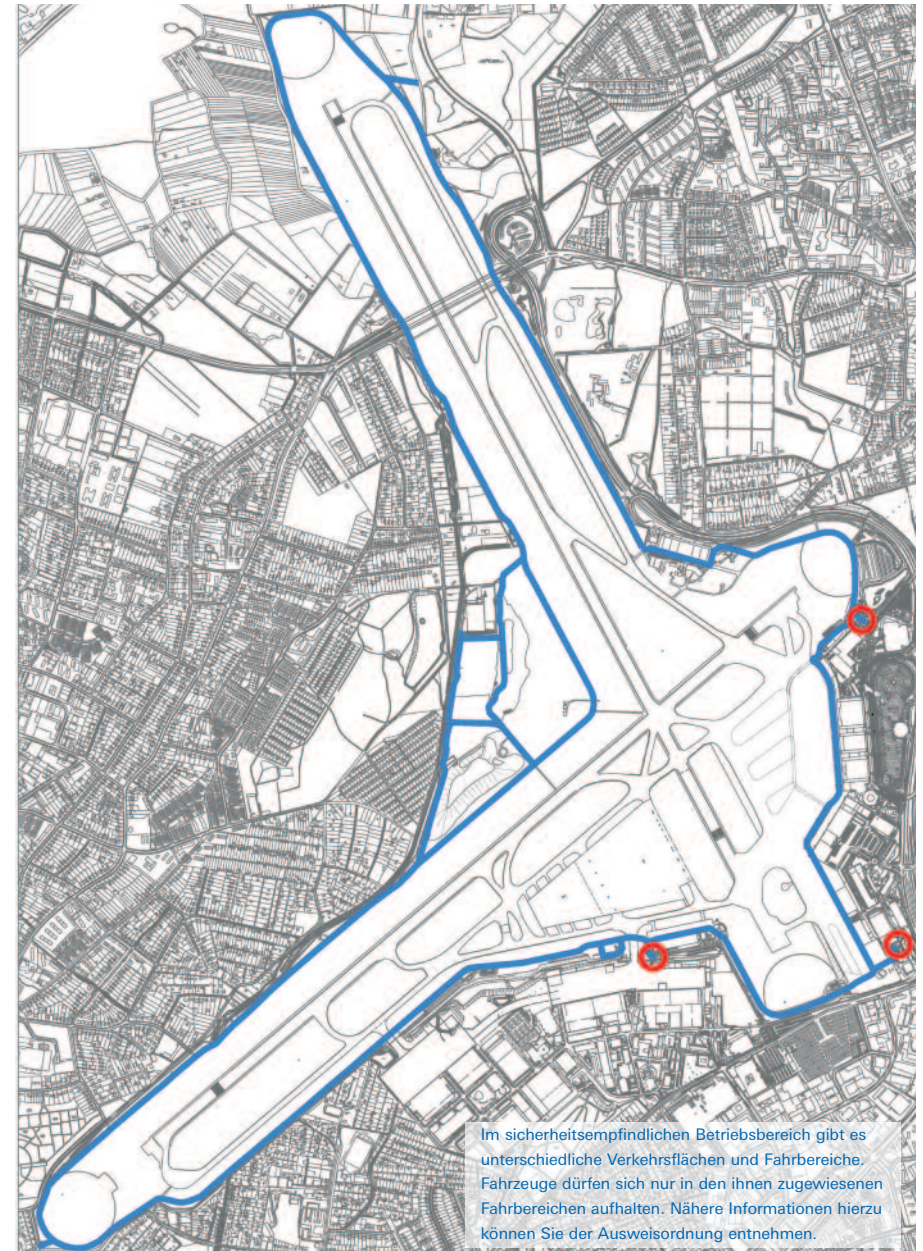 Im sicherheitsempfindlichen Betriebsbereich gibt es
unterschiedliche Verkehrsflächen und Fahrbereiche.
Fahrzeuge dürfen sich nur in den ihnen zugewiesenen
Fahrbereichen aufhalten. Nähere Informationen hierzu
können Sie der Ausweisordnung entnehmen.